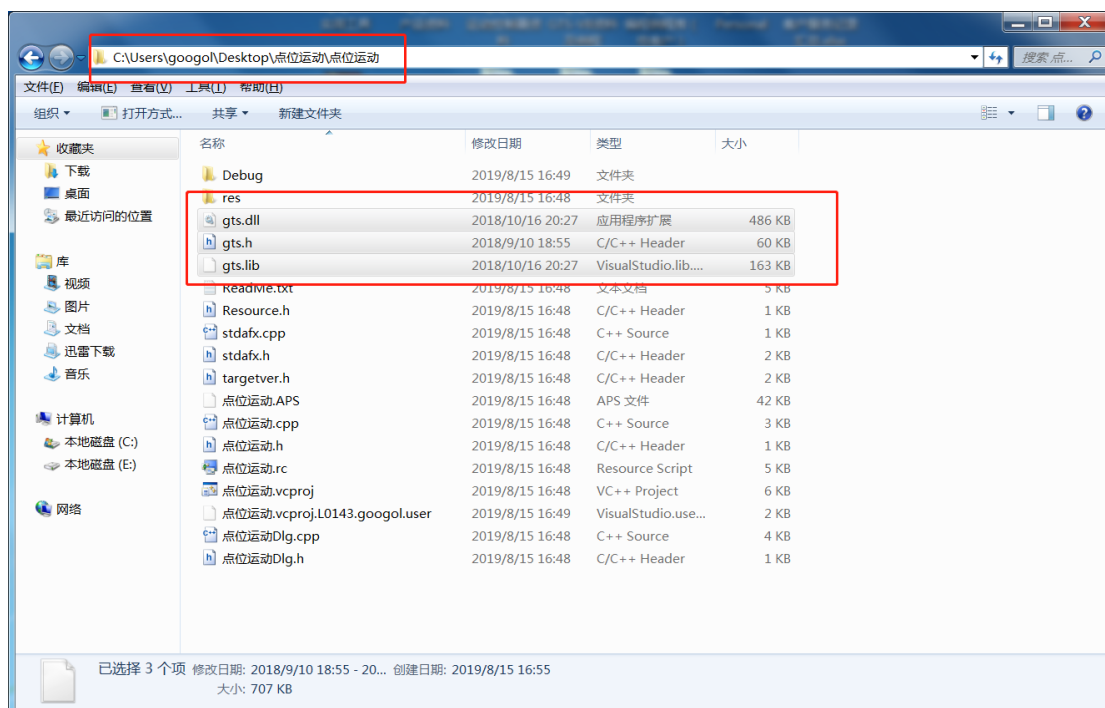 C:\Users\googol\Desktop\点位运动\点位运动
搜索 点...
文件(F) 编辑(E) 查看(V) 工具(T) 帮助(H)
组织 打开方式... 共享 新建文件夹
收藏夹
下载
桌面
最近访问的位置
库
视频
图片
文档
迅雷下载
音乐
计算机
本地磁盘 (C:)
本地磁盘 (E:)
网络
名称 修改日期 类型 大小
Debug 2019/8/15 16:49 文件夹
res 2019/8/15 16:48 文件夹
gts.dll 2018/10/16 20:27 应用程序扩展 486 KB
gts.h 2018/9/10 18:55 C/C++ Header 60 KB
gts.lib 2018/10/16 20:27 VisualStudio.lib.... 163 KB
ReadMe.txt 2019/8/15 16:48 文本文档 5 KB
Resource.h 2019/8/15 16:48 C/C++ Header 1 KB
stdafx.cpp 2019/8/15 16:48 C++ Source 1 KB
stdafx.h 2019/8/15 16:48 C/C++ Header 2 KB
targetver.h 2019/8/15 16:48 C/C++ Header 2 KB
点位运动.APS 2019/8/15 16:48 APS 文件 42 KB
点位运动.cpp 2019/8/15 16:48 C++ Source 3 KB
点位运动.h 2019/8/15 16:48 C/C++ Header 1 KB
点位运动.rc 2019/8/15 16:48 Resource Script 5 KB
点位运动.vcproj 2019/8/15 16:48 VC++ Project 6 KB
点位运动.vcproj.L0143.googol.user 2019/8/15 16:49 VisualStudio.use... 2 KB
点位运动Dlg.cpp 2019/8/15 16:48 C++ Source 4 KB
点位运动Dlg.h 2019/8/15 16:48 C/C++ Header 1 KB
已选择 3 个项 修改日期: 2018/9/10 18:55 - 20... 创建日期: 2019/8/15 16:55
大小: 707 KB